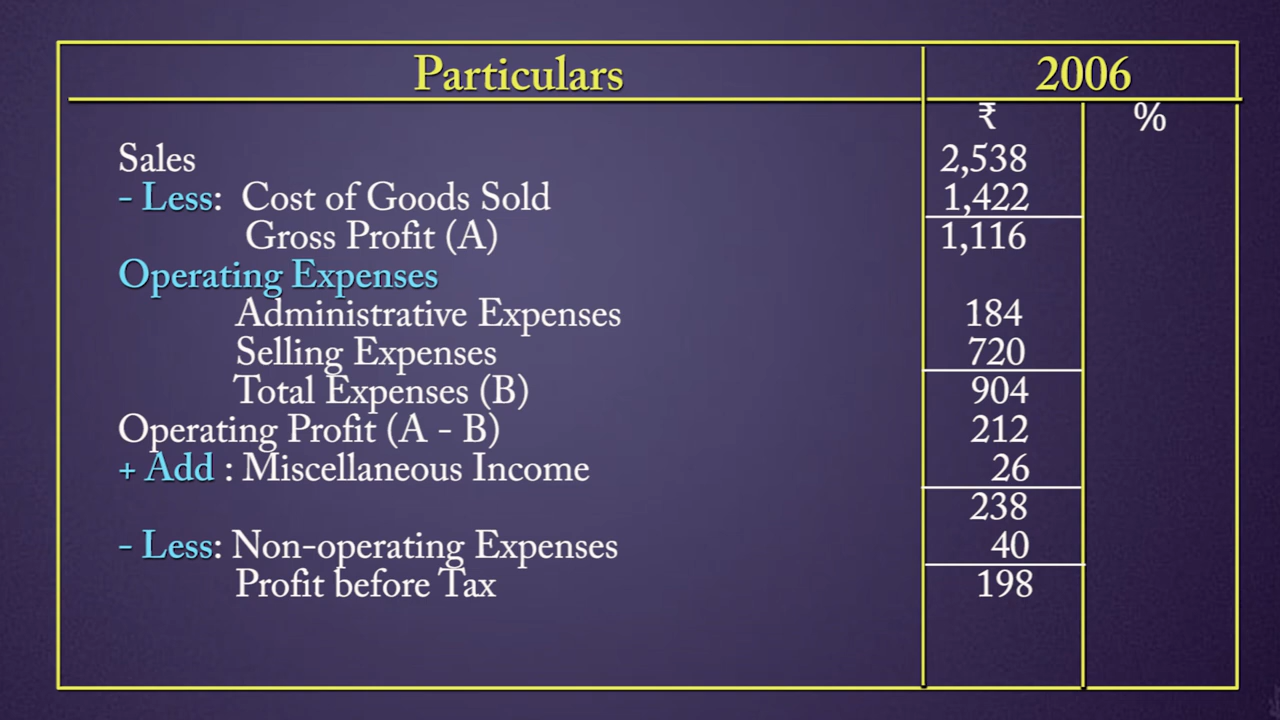 Particulars 2006
₹ %
Sales 2,538
- Less: Cost of Goods Sold 1,422
Gross Profit (A) 1,116
Operating Expenses
Administrative Expenses 184
Selling Expenses 720
Total Expenses (B) 904
Operating Profit (A - B) 212
+ Add : Miscellaneous Income 26
238
- Less: Non-operating Expenses 40
Profit before Tax 198